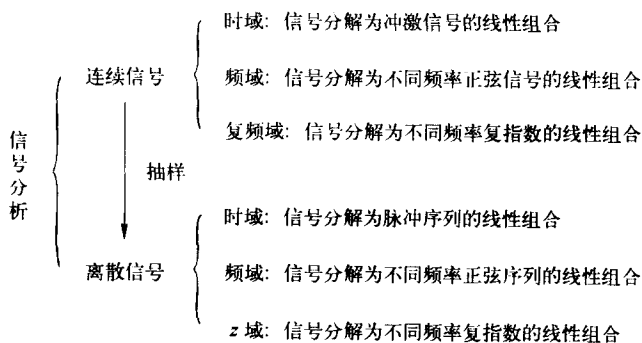 信号分析
连续信号
时域：信号分解为冲激信号的线性组合
频域：信号分解为不同频率正弦信号的线性组合
复频域：信号分解为不同频率复指数的线性组合
抽样
离散信号
时域：信号分解为脉冲序列的线性组合
频域：信号分解为不同频率正弦序列的线性组合
z 域：信号分解为不同频率复指数的线性组合